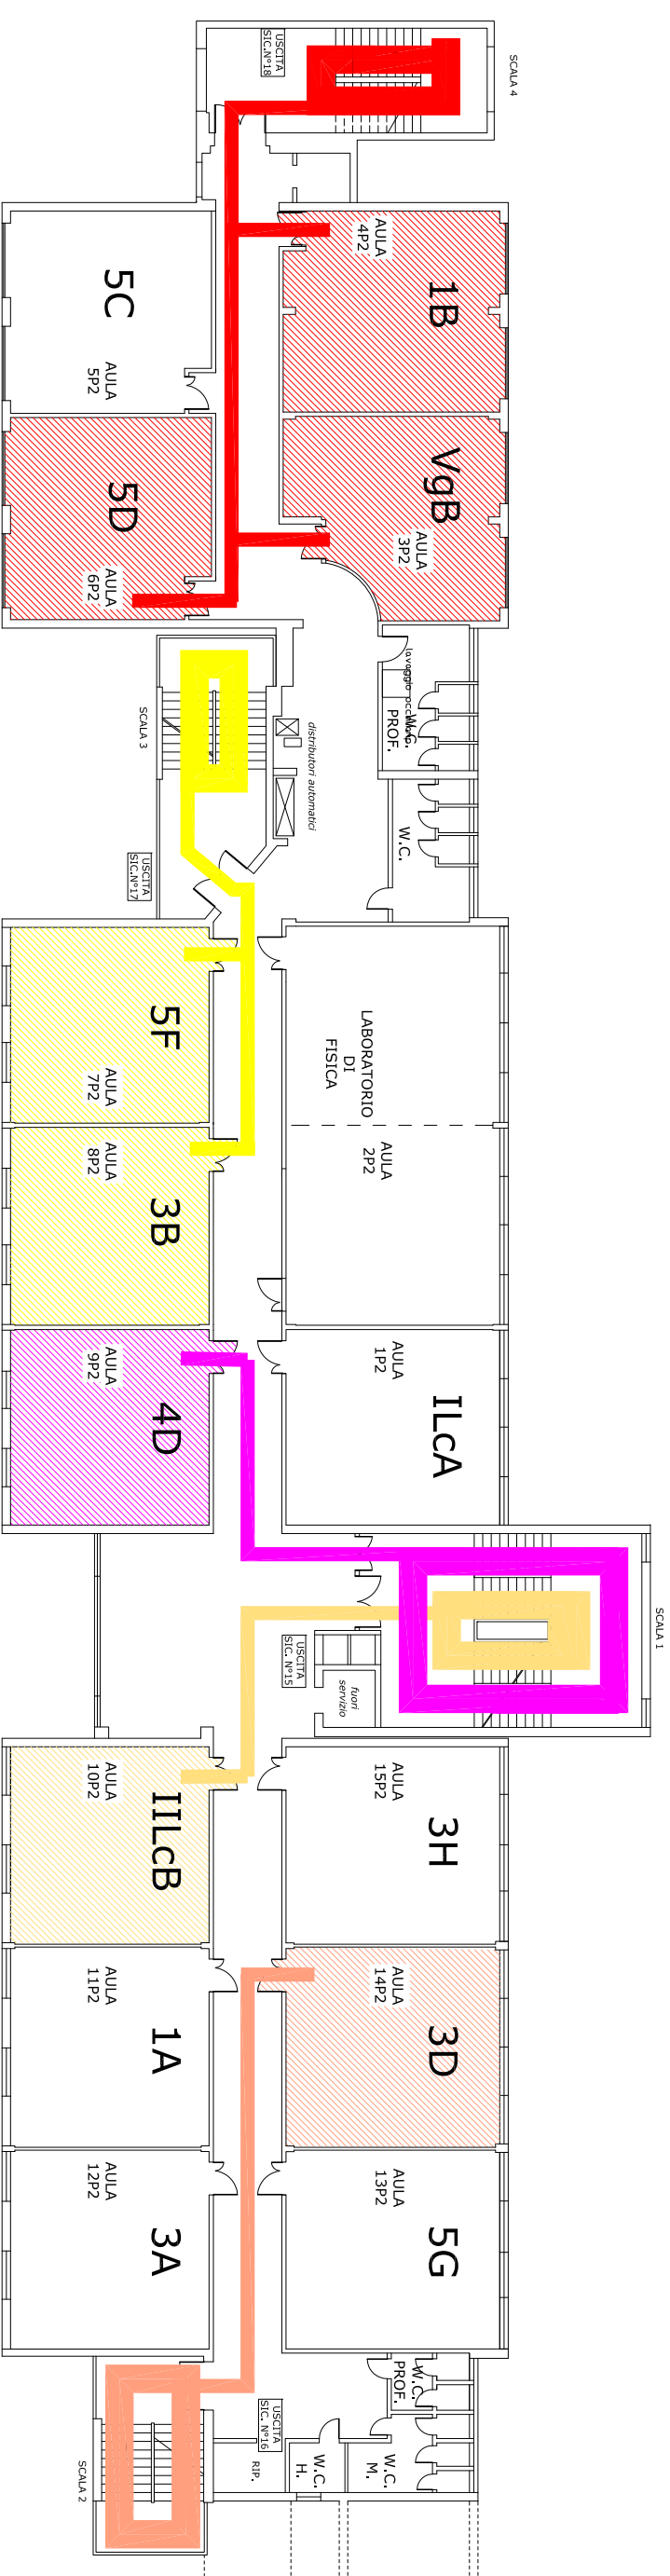 SCALA 4
USCITA
SIC.N°18
AULA
4P2
1B
5C
AULA
5P2
VgB
AULA
3P2
5D
AULA
6P2
lavaggio occhi
W.C.
PROF.
SCALA 3
distributori automatici
W.C.
USCITA
SIC.N°17
5F
AULA
7P2
LABORATORIO
DI
FISICA
AULA
2P2
AULA
8P2
3B
AULA
1P2
ILcA
AULA
9P2
4D
SCALA 1
USCITA
SIC. N°15
fuori
servizio
AULA
10P2
IILcB
AULA
15P2
3H
AULA
11P2
1A
AULA
14P2
3D
AULA
12P2
3A
AULA
13P2
5G
W.C.
PROF.
USCITA
SIC. N°16
SCALA 2
RIP.
W.C.
H.
W.C.
M.